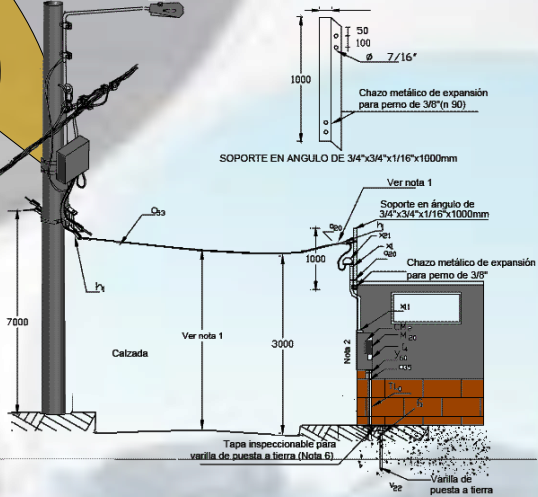 50
100
ø 7/16"
1000
Chazo metálico de expansión
para perno de 3/8"(n 90)
SOPORTE EN ANGULO DE 3/4"x3/4"x1/16"x1000mm
Ver nota 1
Soporte en ángulo de
3/4"x3/4"x1/16"x1000mm
1000
Chazo metálico de expansión
para perno de 3/8"
7000
Ver nota 1
3000
Calzada
Nota 2
x11
Tapa inspeccionable para
varilla de puesta a tierra (Nota 6)
Varilla de
puesta a tierra
v22